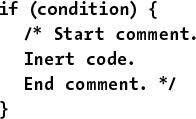 if (condition) {
  /* Start comment.
  Inert code.
  End comment. */
}